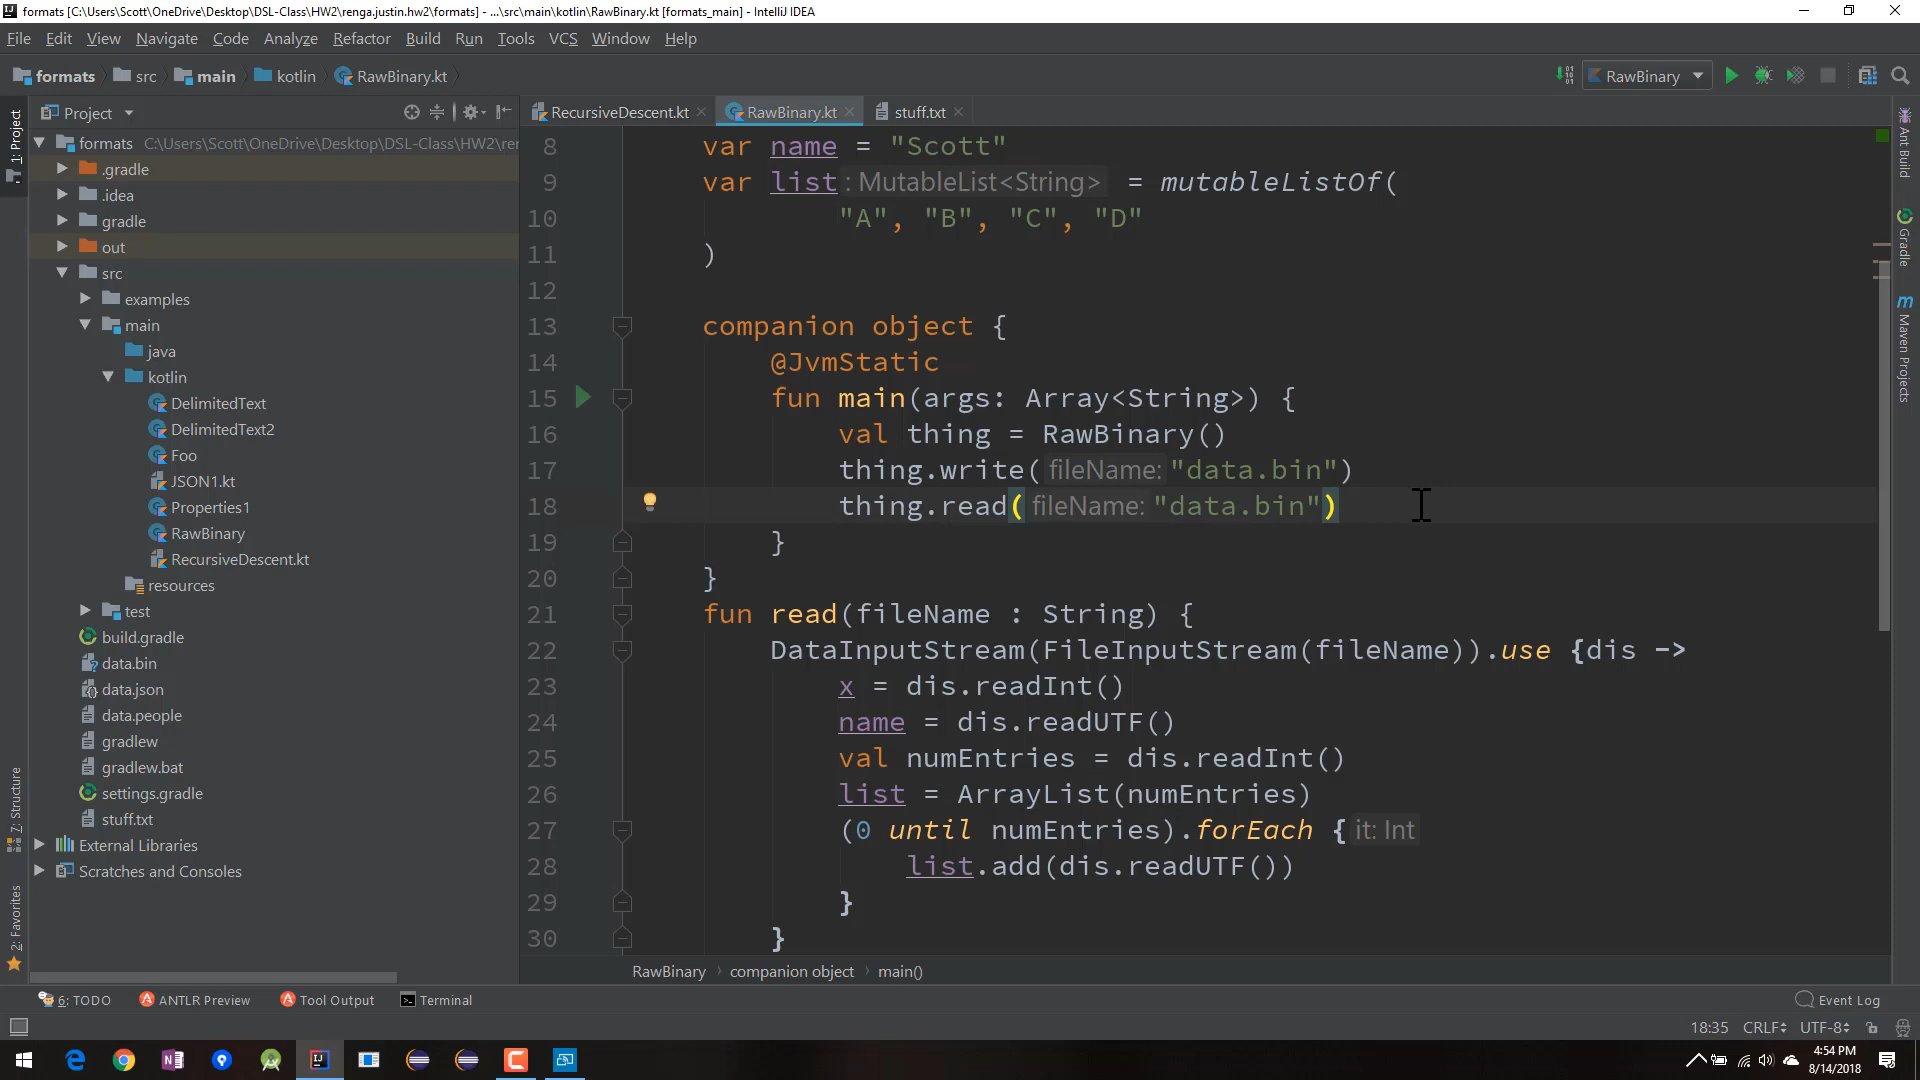 formats [C:\Users\Scott\OneDrive\Desktop\DSL-Class\HW2\renga.justin.hw2\formats] - ...\src\main\kotlin\RawBinary.kt [formats_main] - IntelliJ IDEA
File Edit View Navigate Code Analyze Refactor Build Run Tools VCS Window Help
formats src main kotlin RawBinary.kt
RawBinary
Project
RecursiveDescent.kt RawBinary.kt stuff.txt
1: Project
7: Structure
2: Favorites
formats C:\Users\Scott\OneDrive\Desktop\DSL-Class\HW2\ren
.gradle
.idea
gradle
out
src
examples
main
java
kotlin
DelimitedText
DelimitedText2
Foo
JSON1.kt
Properties1
RawBinary
RecursiveDescent.kt
resources
test
build.gradle
data.bin
data.json
data.people
gradlew
gradlew.bat
settings.gradle
stuff.txt
External Libraries
Scratches and Consoles
8 var name = "Scott"
9 var list : MutableList<String> = mutableListOf(
10 "A", "B", "C", "D"
11 )
12
13 companion object {
14 @JvmStatic
15 fun main(args: Array<String>) {
16 val thing = RawBinary()
17 thing.write( fileName: "data.bin")
18 thing.read( fileName: "data.bin")
19 }
20 }
21 fun read(fileName : String) {
22 DataInputStream(FileInputStream(fileName)).use {dis ->
23 x = dis.readInt()
24 name = dis.readUTF()
25 val numEntries = dis.readInt()
26 list = ArrayList(numEntries)
27 (0 until numEntries).forEach { it: Int
28 list.add(dis.readUTF())
29 }
30 }
Ant Build
Gradle
Maven Projects
RawBinary companion object main()
6: TODO ANTLR Preview Tool Output Terminal Event Log
18:35 CRLF UTF-8
4:54 PM
8/14/2018